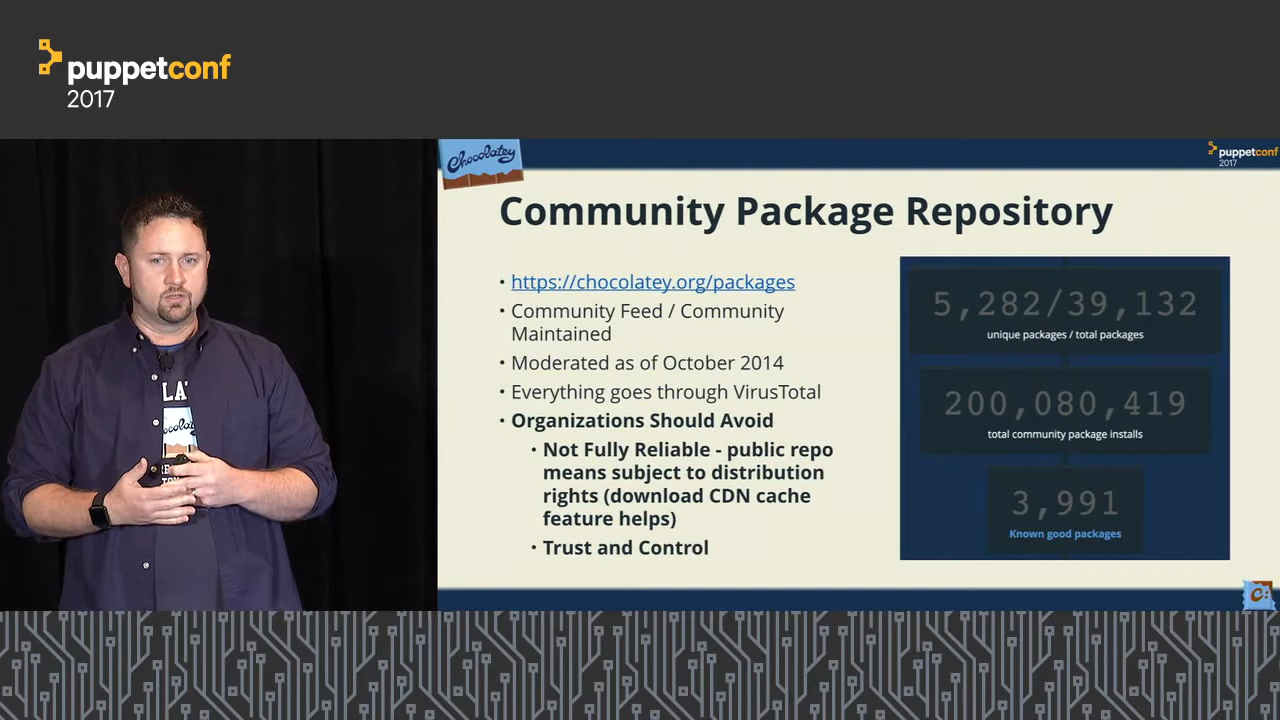 puppetconf
2017
Chocolatey
puppetconf
2017
Community Package Repository
• https://chocolatey.org/packages
• Community Feed / Community
Maintained
• Moderated as of October 2014
• Everything goes through VirusTotal
• Organizations Should Avoid
• Not Fully Reliable - public repo
means subject to distribution
rights (download CDN cache
feature helps)
• Trust and Control
5,282/39,132
unique packages / total packages
200,080,419
total community package installs
3,991
Known good packages